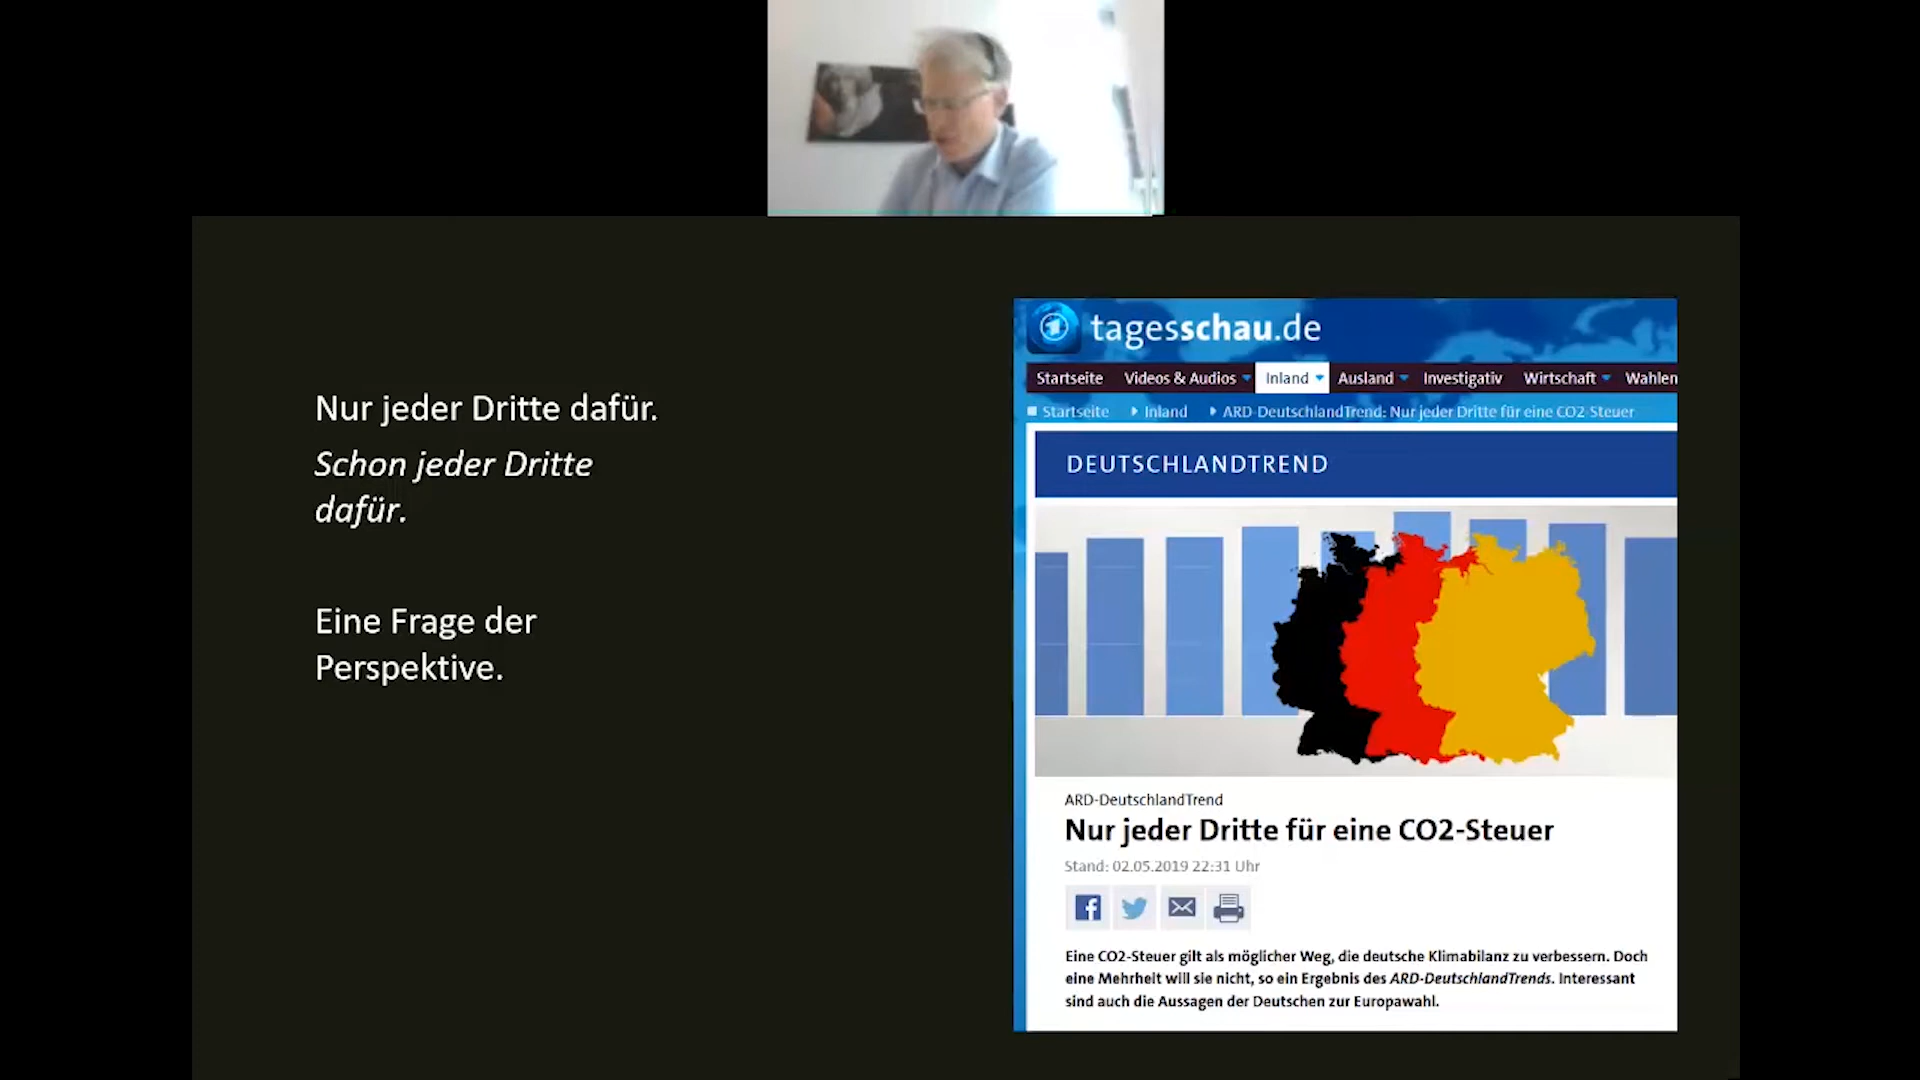 Nur jeder Dritte dafür.
Schon jeder Dritte
dafür.
Eine Frage der
Perspektive.
tagesschau.de
Startseite Videos & Audios Inland Ausland Investigativ Wirtschaft Wahlen
Startseite Inland ARD-DeutschlandTrend: Nur jeder Dritte für eine CO2-Steuer
DEUTSCHLANDTREND
ARD-DeutschlandTrend
Nur jeder Dritte für eine CO2-Steuer
Stand: 02.05.2019 22:31 Uhr
Eine CO2-Steuer gilt als möglicher Weg, die deutsche Klimabilanz zu verbessern. Doch
eine Mehrheit will sie nicht, so ein Ergebnis des ARD-DeutschlandTrends. Interessant
sind auch die Aussagen der Deutschen zur Europawahl.